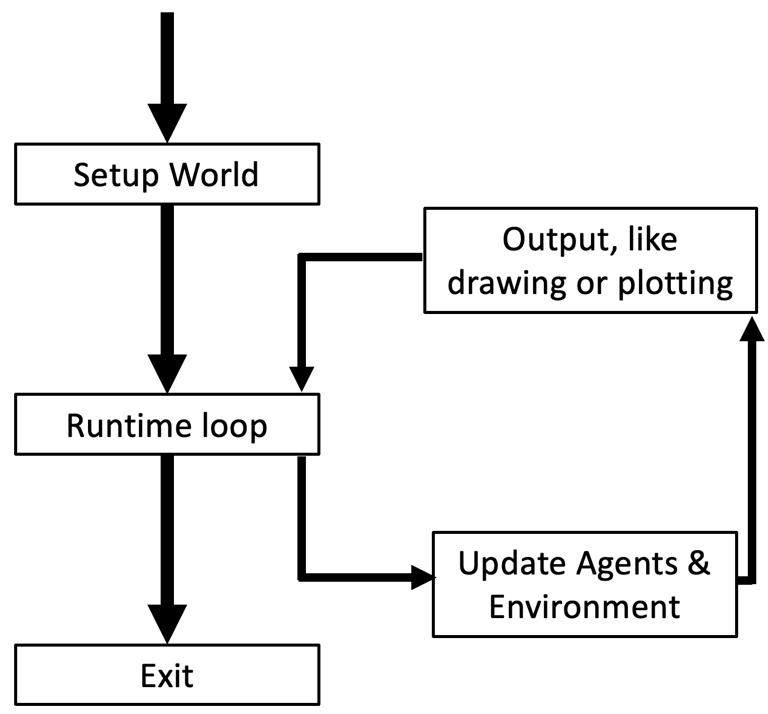 Setup World
Output, like
drawing or plotting
Runtime loop
Update Agents &
Environment
Exit